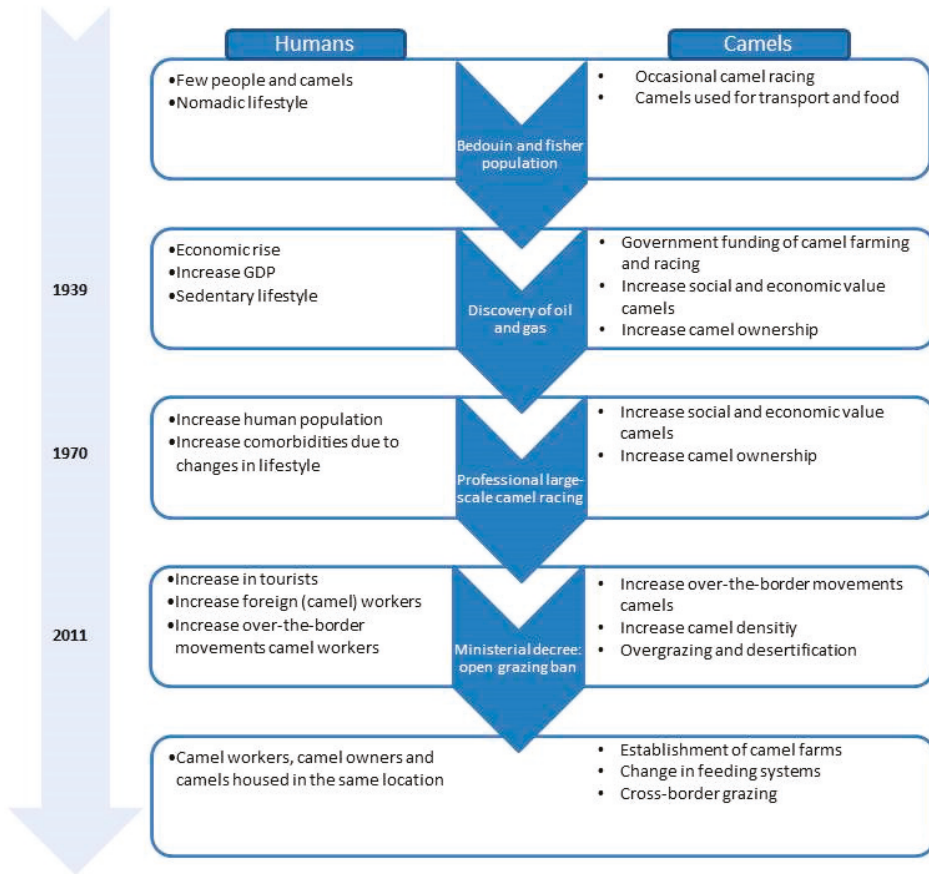 Humans
Camels
•Few people and camels
•Nomadic lifestyle
Bedouin and fisher
population
• Occasional camel racing
• Camels used for transport and food
1939
•Economic rise
•Increase GDP
•Sedentary lifestyle
Discovery of oil
and gas
• Government funding of camel farming
and racing
• Increase social and economic value
camels
• Increase camel ownership
1970
•Increase human population
•Increase comorbidities due to
changes in lifestyle
Professional large-
scale camel racing
• Increase social and economic value
camels
• Increase camel ownership
2011
•Increase in tourists
•Increase foreign (camel) workers
•Increase over-the-border
movements camel workers
Ministerial decree:
open grazing ban
• Increase over-the-border movements
camels
• Increase camel densitiy
• Overgrazing and desertification
•Camel workers, camel owners and
camels housed in the same location
• Establishment of camel farms
• Change in feeding systems
• Cross-border grazing